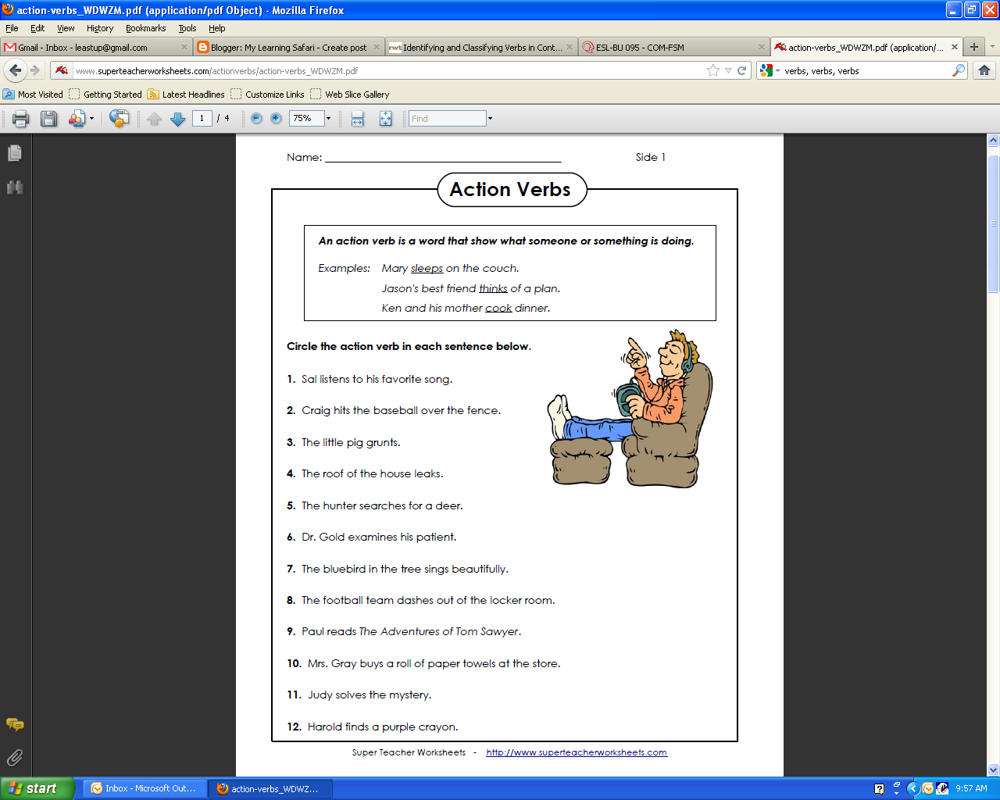 action-verbs_WDWZM.pdf (application/pdf Object) - Mozilla Firefox
File Edit View History Bookmarks Tools Help
Gmail - Inbox - leastup@gmail.com Blogger: My Learning Safari - Create post rwt Identifying and Classifying Verbs in Cont... ESL-BU 095 - COM-FSM action-verbs_WDWZM.pdf (application/...
www.superteacherworksheets.com/actionverbs/action-verbs_WDWZM.pdf verbs, verbs, verbs
Most Visited Getting Started Latest Headlines Customize Links Web Slice Gallery
1 / 4 75% Find
Name: ______________________________________ Side 1
Action Verbs
An action verb is a word that show what someone or something is doing.
Examples: Mary sleeps on the couch.
Jason's best friend thinks of a plan.
Ken and his mother cook dinner.
Circle the action verb in each sentence below.
1. Sal listens to his favorite song.
2. Craig hits the baseball over the fence.
3. The little pig grunts.
4. The roof of the house leaks.
5. The hunter searches for a deer.
6. Dr. Gold examines his patient.
7. The bluebird in the tree sings beautifully.
8. The football team dashes out of the locker room.
9. Paul reads The Adventures of Tom Sawyer.
10. Mrs. Gray buys a roll of paper towels at the store.
11. Judy solves the mystery.
12. Harold finds a purple crayon.
Super Teacher Worksheets - http://www.superteacherworksheets.com
start Inbox - Microsoft Out... action-verbs_WDWZ... 9:57 AM